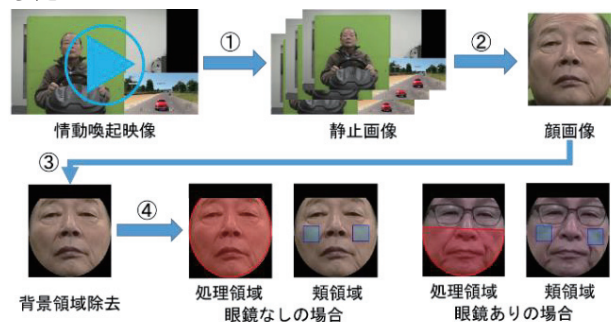 ①
②
情動喚起映像
静止画像
顔画像
③
④
背景領域除去
処理領域
頬領域
処理領域
頬領域
眼鏡なしの場合
眼鏡ありの場合